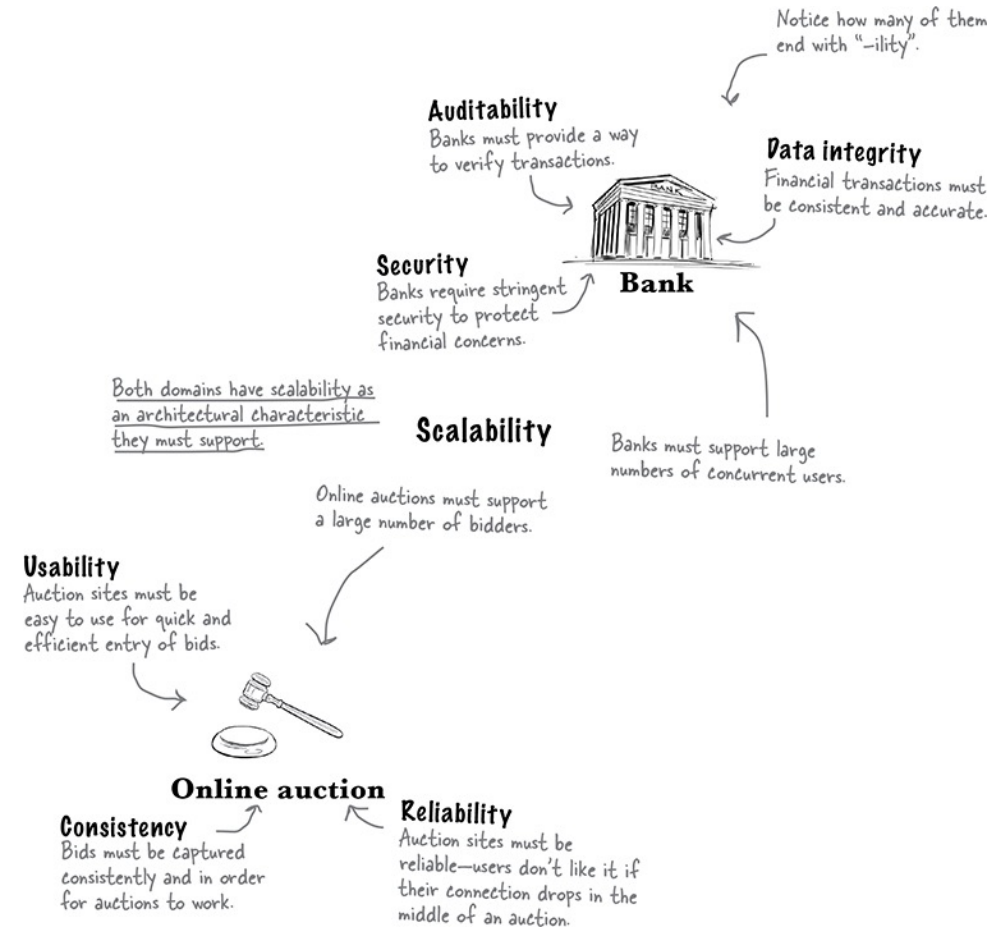 Notice how many of them
end with “-ility”.
Auditability
Banks must provide a way
to verify transactions.
Data integrity
Financial transactions must
be consistent and accurate.
BANK
Security
Banks require stringent
security to protect
financial concerns.
Bank
Both domains have scalability as
an architectural characteristic
they must support.
Scalability
Banks must support large
numbers of concurrent users.
Online auctions must support
a large number of bidders.
Usability
Auction sites must be
easy to use for quick and
efficient entry of bids.
Online auction
Consistency
Bids must be captured
consistently and in order
for auctions to work.
Reliability
Auction sites must be
reliable—users don’t like it if
their connection drops in the
middle of an auction.